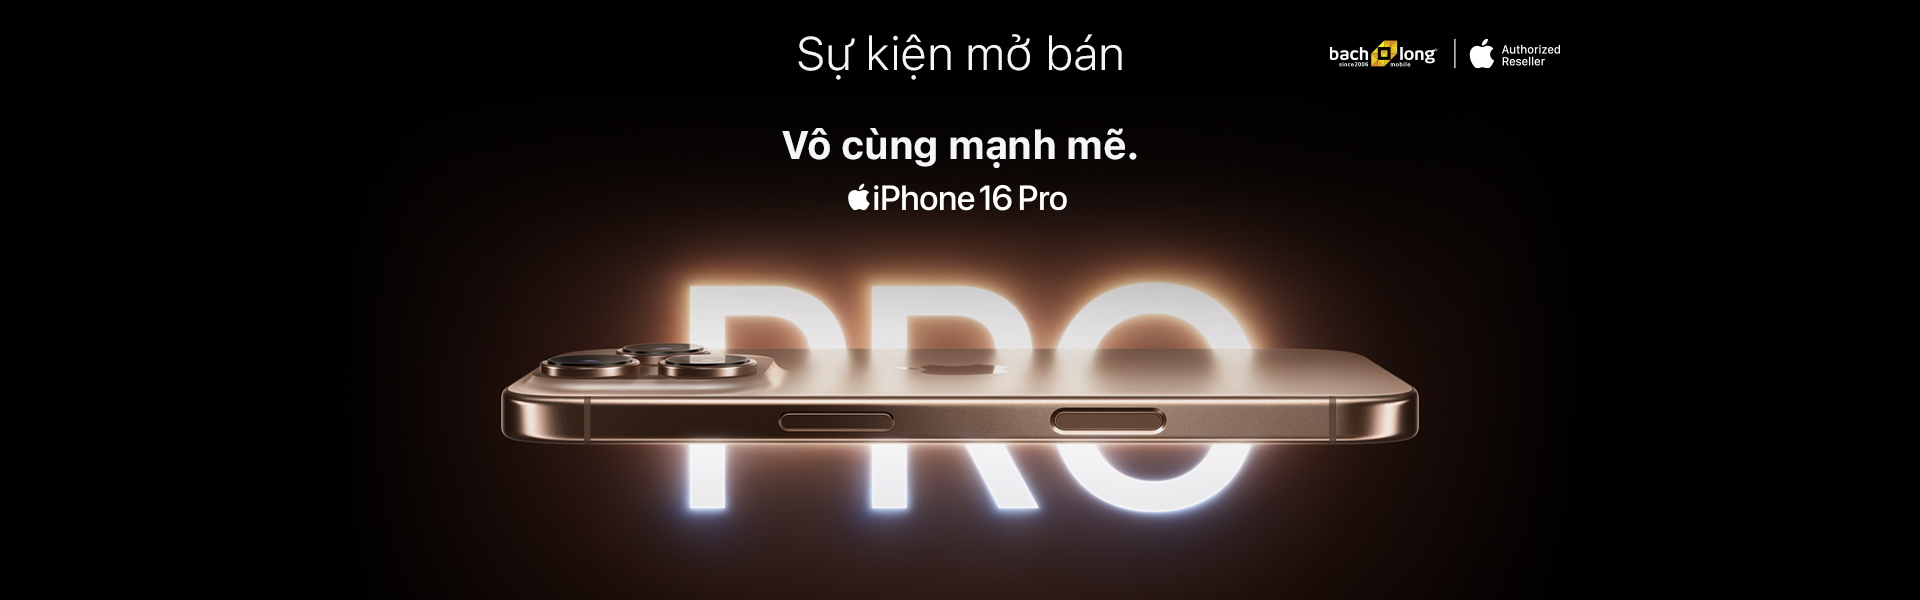 Sự kiện mở bán
bach long
since2006 mobile
Authorized
Reseller
Vô cùng mạnh mẽ.
iPhone 16 Pro
PRO